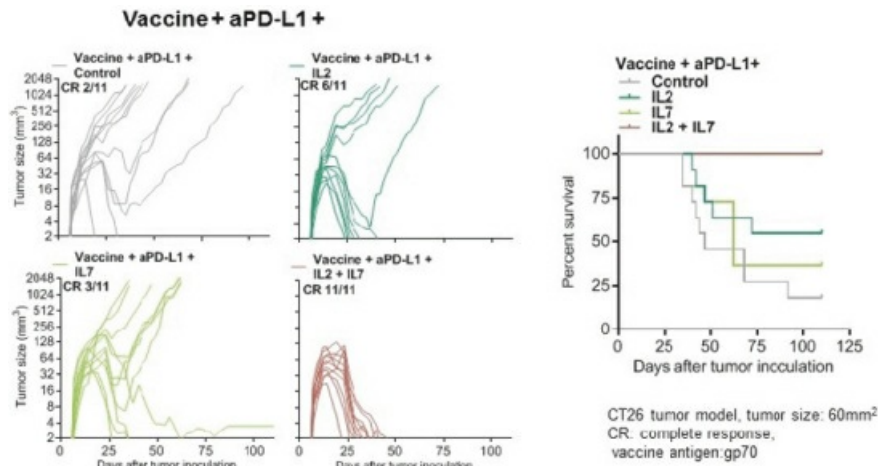 Vaccine + aPD-L1 +
Vaccine + aPD-L1 +
Control
CR 2/11
2048
1024
512
256
128
64
32
16
8
4
2
Tumor size (mm³)
0
25
50
75
100
Vaccine + aPD-L1 +
IL2
CR 6/11
Vaccine + aPD-L1 +
IL7
CR 3/11
2048
1024
512
256
128
64
32
16
8
4
2
Tumor size (mm³)
0
25
50
75
100
Days after tumor inoculation
Vaccine + aPD-L1 +
IL2 + IL7
CR 11/11
0
25
50
75
100
Days after tumor inoculation
Vaccine + aPD-L1+
Control
IL2
IL7
IL2 + IL7
100
75
50
25
0
Percent survival
0
25
50
75
100
125
Days after tumor incculation
CT26 tumor model, tumor size: 60mm²
CR: complete response,
vaccine antigen:gp70